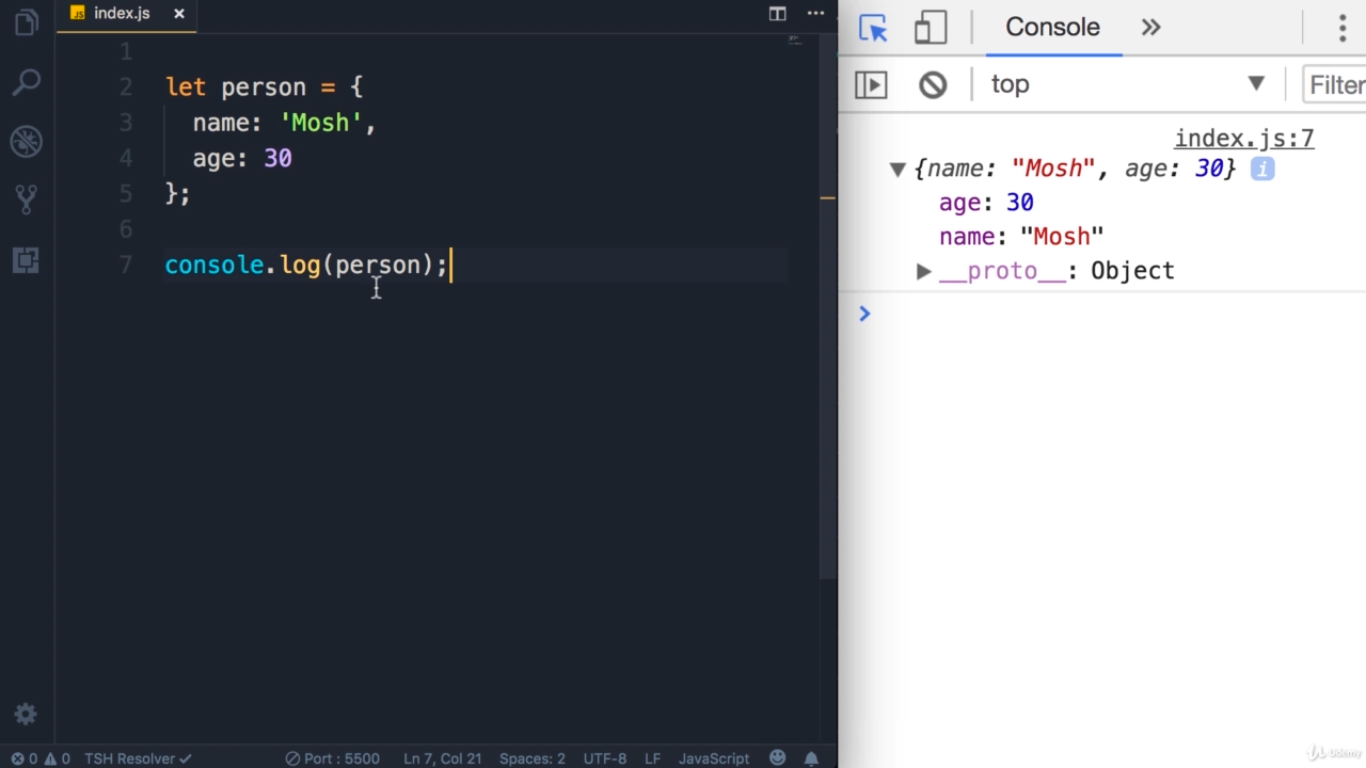 JS index.js ×
1
2 let person = {
3 name: 'Mosh',
4 age: 30
5 };
6
7 console.log(person);
0 0 TSH Resolver ✓ Port : 5500 Ln 7, Col 21 Spaces: 2 UTF-8 LF JavaScript
Console »
top ▼ Filter
index.js:7
▼ {name: "Mosh", age: 30} i
age: 30
name: "Mosh"
▶ __proto__: Object
>
Udemy